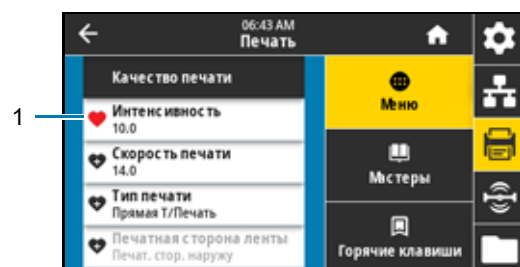 06:43 AM
Печать
Качество печати
1
Интенсивность
10.0
Скорость печати
14.0
Тип печати
Прямая Т/Печать
Печатная сторона ленты
Печат. стор. наружу
Меню
Мастеры
Горячие клавиши